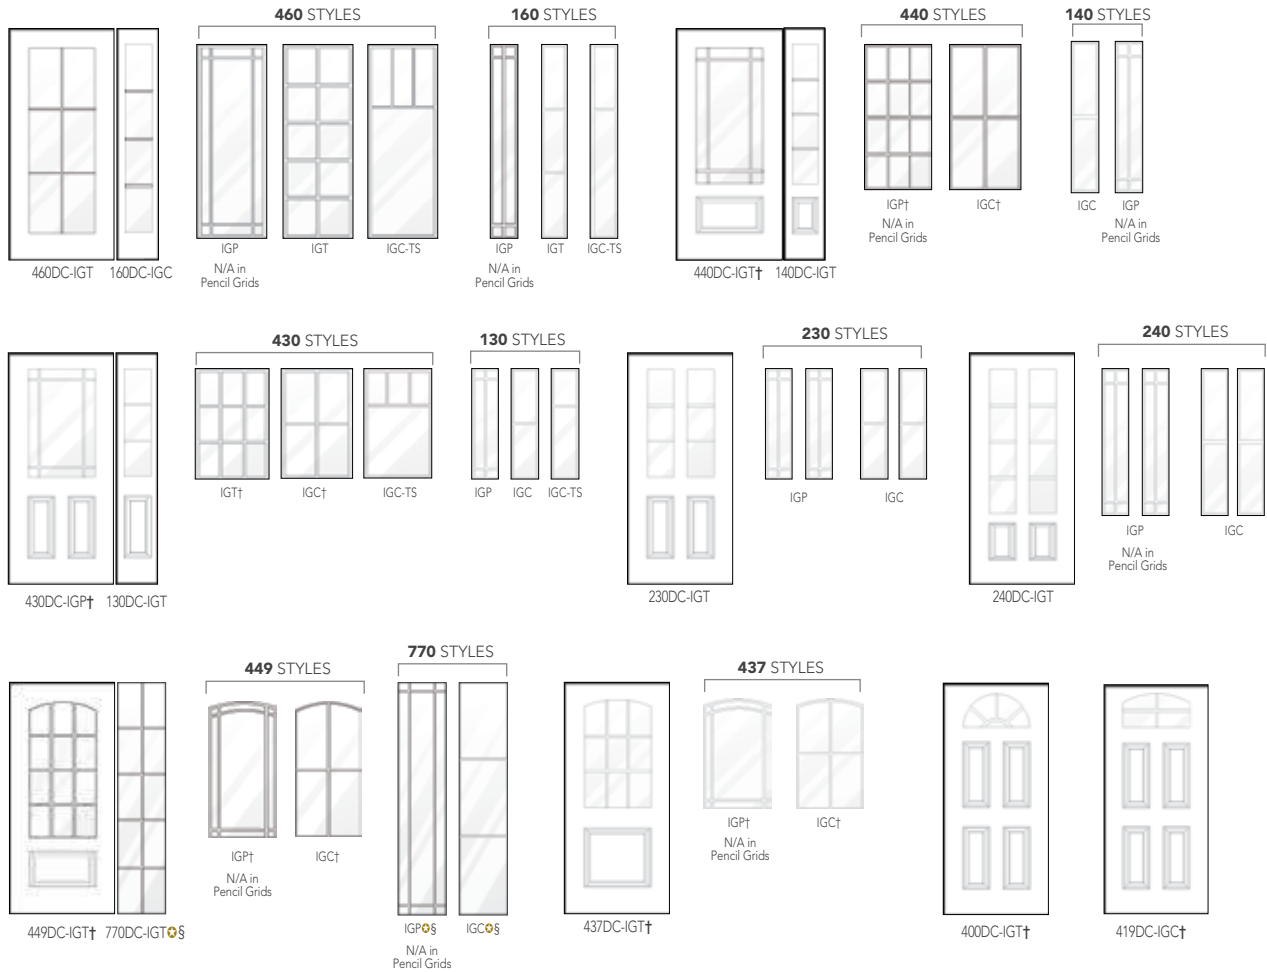 460 STYLES
160 STYLES
440 STYLES
140 STYLES
IGP
N/A in
Pencil Grids
IGT
IGC-TS
IGP
N/A in
Pencil Grids
IGT
IGC-TS
IGP†
N/A in
Pencil Grids
IGC†
IGC
IGP
N/A in
Pencil Grids
460DC-IGT
160DC-IGC
440DC-IGT†
140DC-IGT
430 STYLES
130 STYLES
230 STYLES
240 STYLES
IGT†
IGC†
IGC-TS
IGP
IGC
IGC-TS
IGP
IGC
IGP
N/A in
Pencil Grids
IGC
430DC-IGP†
130DC-IGT
230DC-IGT
240DC-IGT
449 STYLES
770 STYLES
437 STYLES
IGP†
N/A in
Pencil Grids
IGC†
IGP✪§
N/A in
Pencil Grids
IGC✪§
IGP†
N/A in
Pencil Grids
IGC†
449DC-IGT†
770DC-IGT✪§
437DC-IGT†
400DC-IGT†
419DC-IGC†